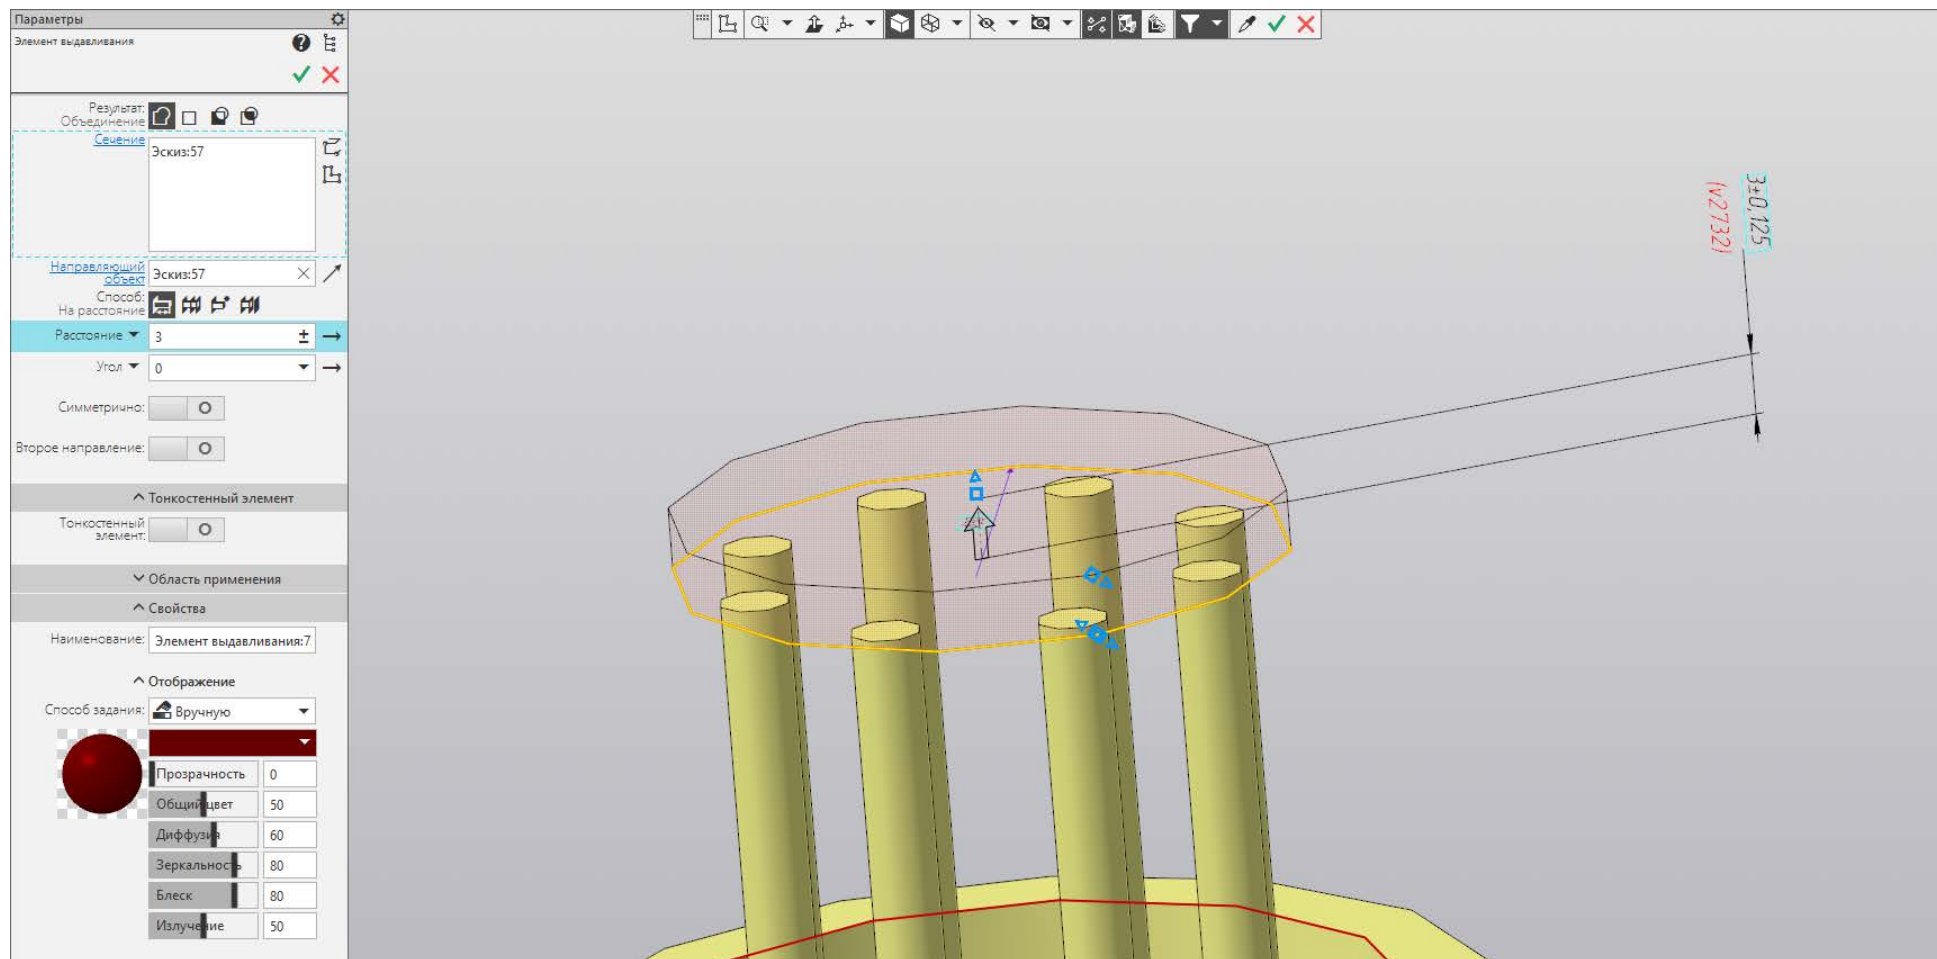 Параметры
Элемент выдавливания
Результат:
Объединение
Сечение
Эскиз:57
Направляющий
объект
Эскиз:57
Способ:
На расстояние
Расстояние
3
Угол
0
Симметрично:
Второе направление:
Тонкостенный элемент
Тонкостенный
элемент:
Область применения
Свойства
Наименование:
Элемент выдавливания:7
Отображение
Способ задания:
Вручную
Прозрачность
0
Общий цвет
50
Диффузия
60
Зеркальность
80
Блеск
80
Излучение
50
3±0,125
(v2732)